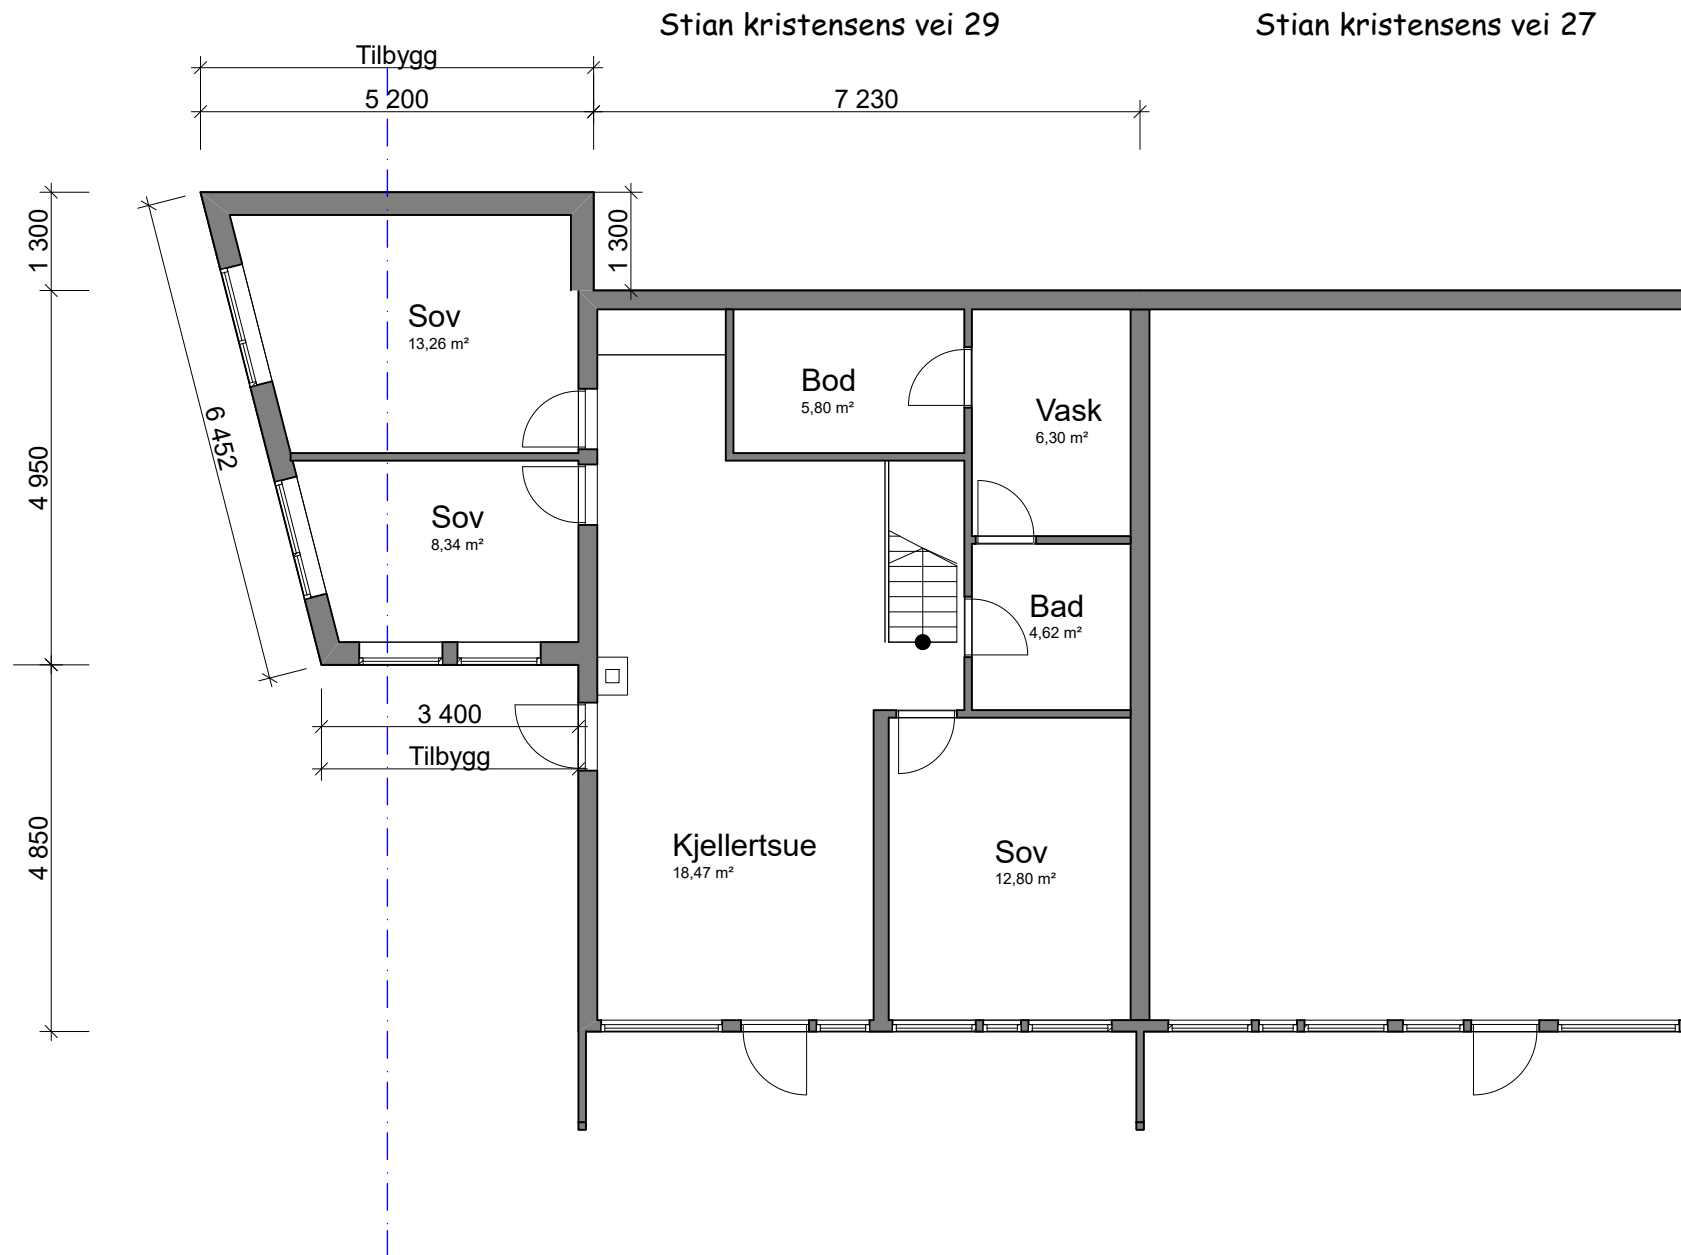 Stian kristensens vei 29
Stian kristensens vei 27
Tilbygg
5 200
7 230
1 300
1 300
Sov
13,26 m²
Bod
5,80 m²
Vask
6,30 m²
6 452
4 950
Sov
8,34 m²
Bad
4,62 m²
3 400
Tilbygg
4 850
Kjellertsue
18,47 m²
Sov
12,80 m²